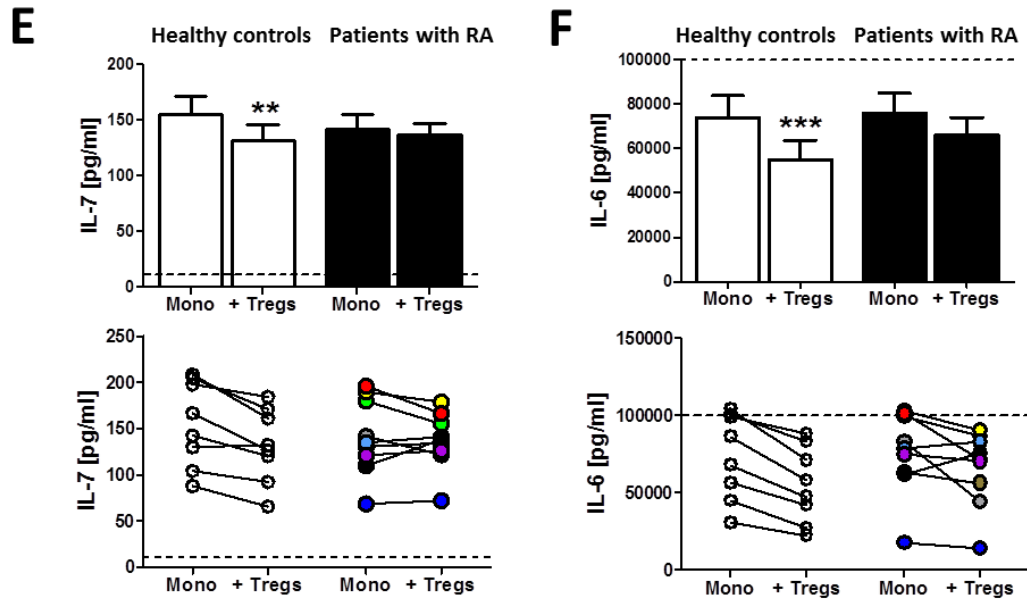 E
Healthy controls Patients with RA
IL-7 [pg/ml]
200
150
100
50
0
**
Mono + Tregs Mono + Tregs
IL-7 [pg/ml]
250
200
150
100
50
0
Mono + Tregs Mono + Tregs
F
Healthy controls Patients with RA
IL-6 [pg/ml]
100000
80000
60000
40000
20000
0
***
Mono + Tregs Mono + Tregs
IL-6 [pg/ml]
150000
100000
50000
0
Mono + Tregs Mono + Tregs